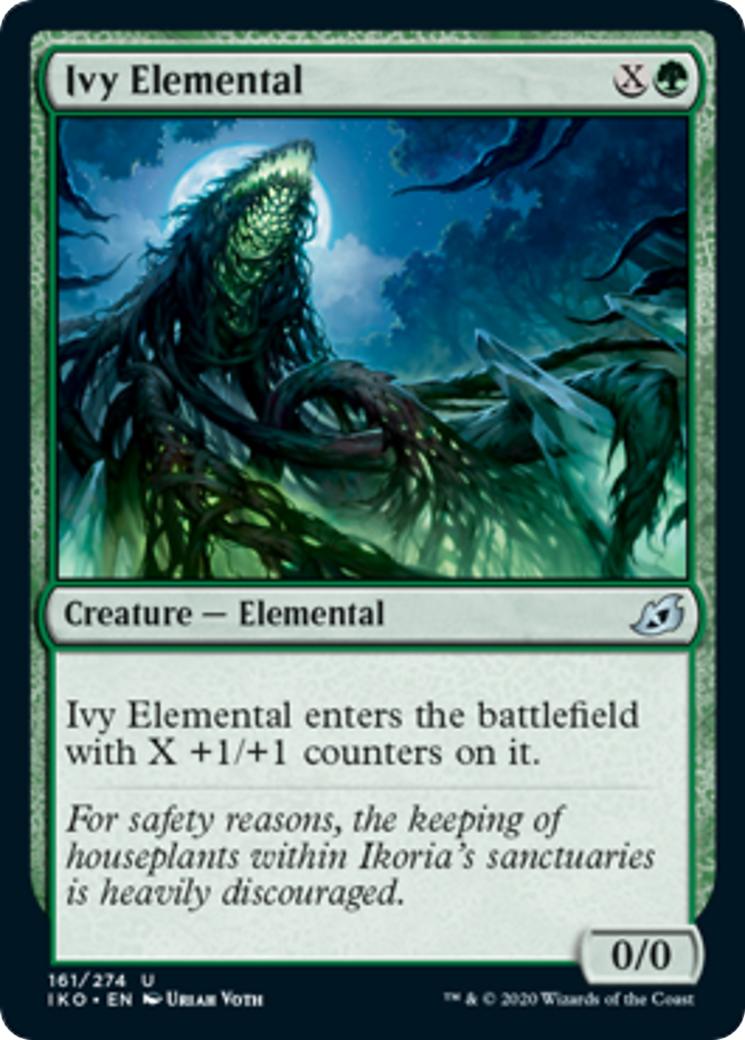 Ivy Elemental X
Creature — Elemental
Ivy Elemental enters the battlefield
with X +1/+1 counters on it.
For safety reasons, the keeping of
houseplants within Ikoria's sanctuaries
is heavily discouraged.
0/0
161/274 U
IKO • EN Uriah Voth ™ & © 2020 Wizards of the Coast